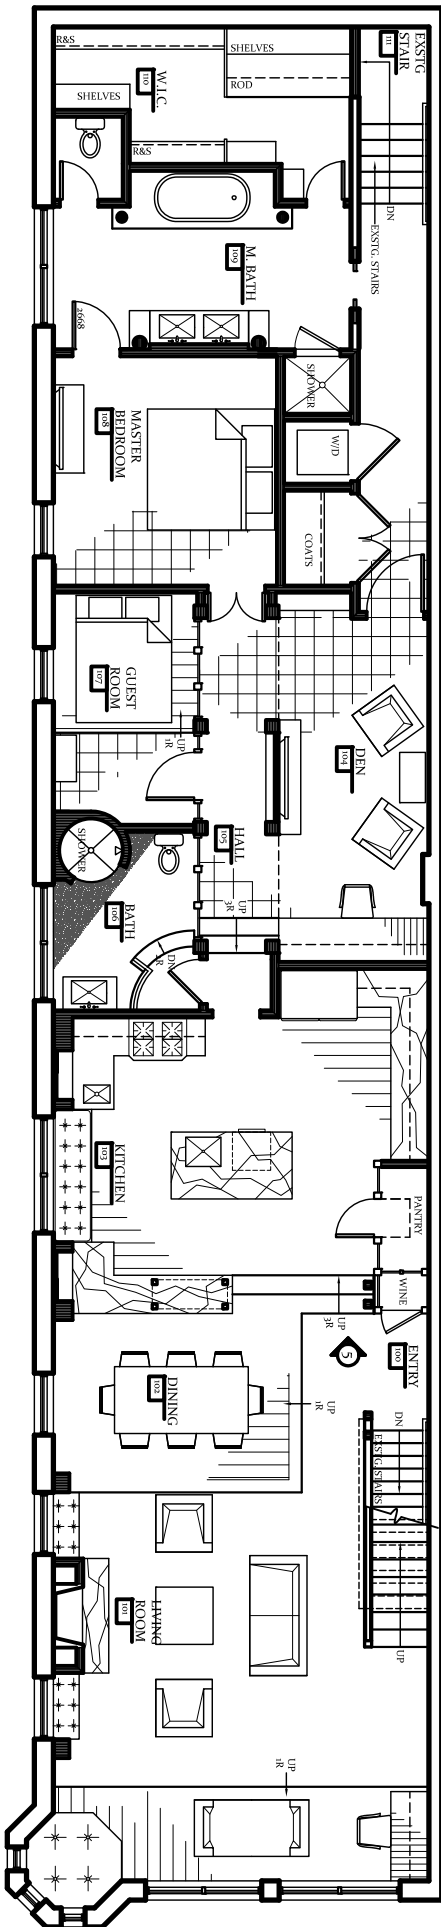 R&S
SHELVES
ROD
W.I.C.
110
SHELVES
R&S
EXSTG
STAIR
111
DN
EXSTG. STAIRS
M. BATH
109
2668
SHOWER
MASTER
BEDROOM
108
W/D
COATS
GUEST
ROOM
107
UP
1R
DEN
104
HALL
105
UP
3R
SHOWER
BATH
106
DN
1R
KITCHEN
103
PANTRY
WINE
UP
3R
5
ENTRY
100
DINING
102
UP
1R
DN
EXSTG. STAIRS
UP
LIVING
ROOM
101
UP
1R